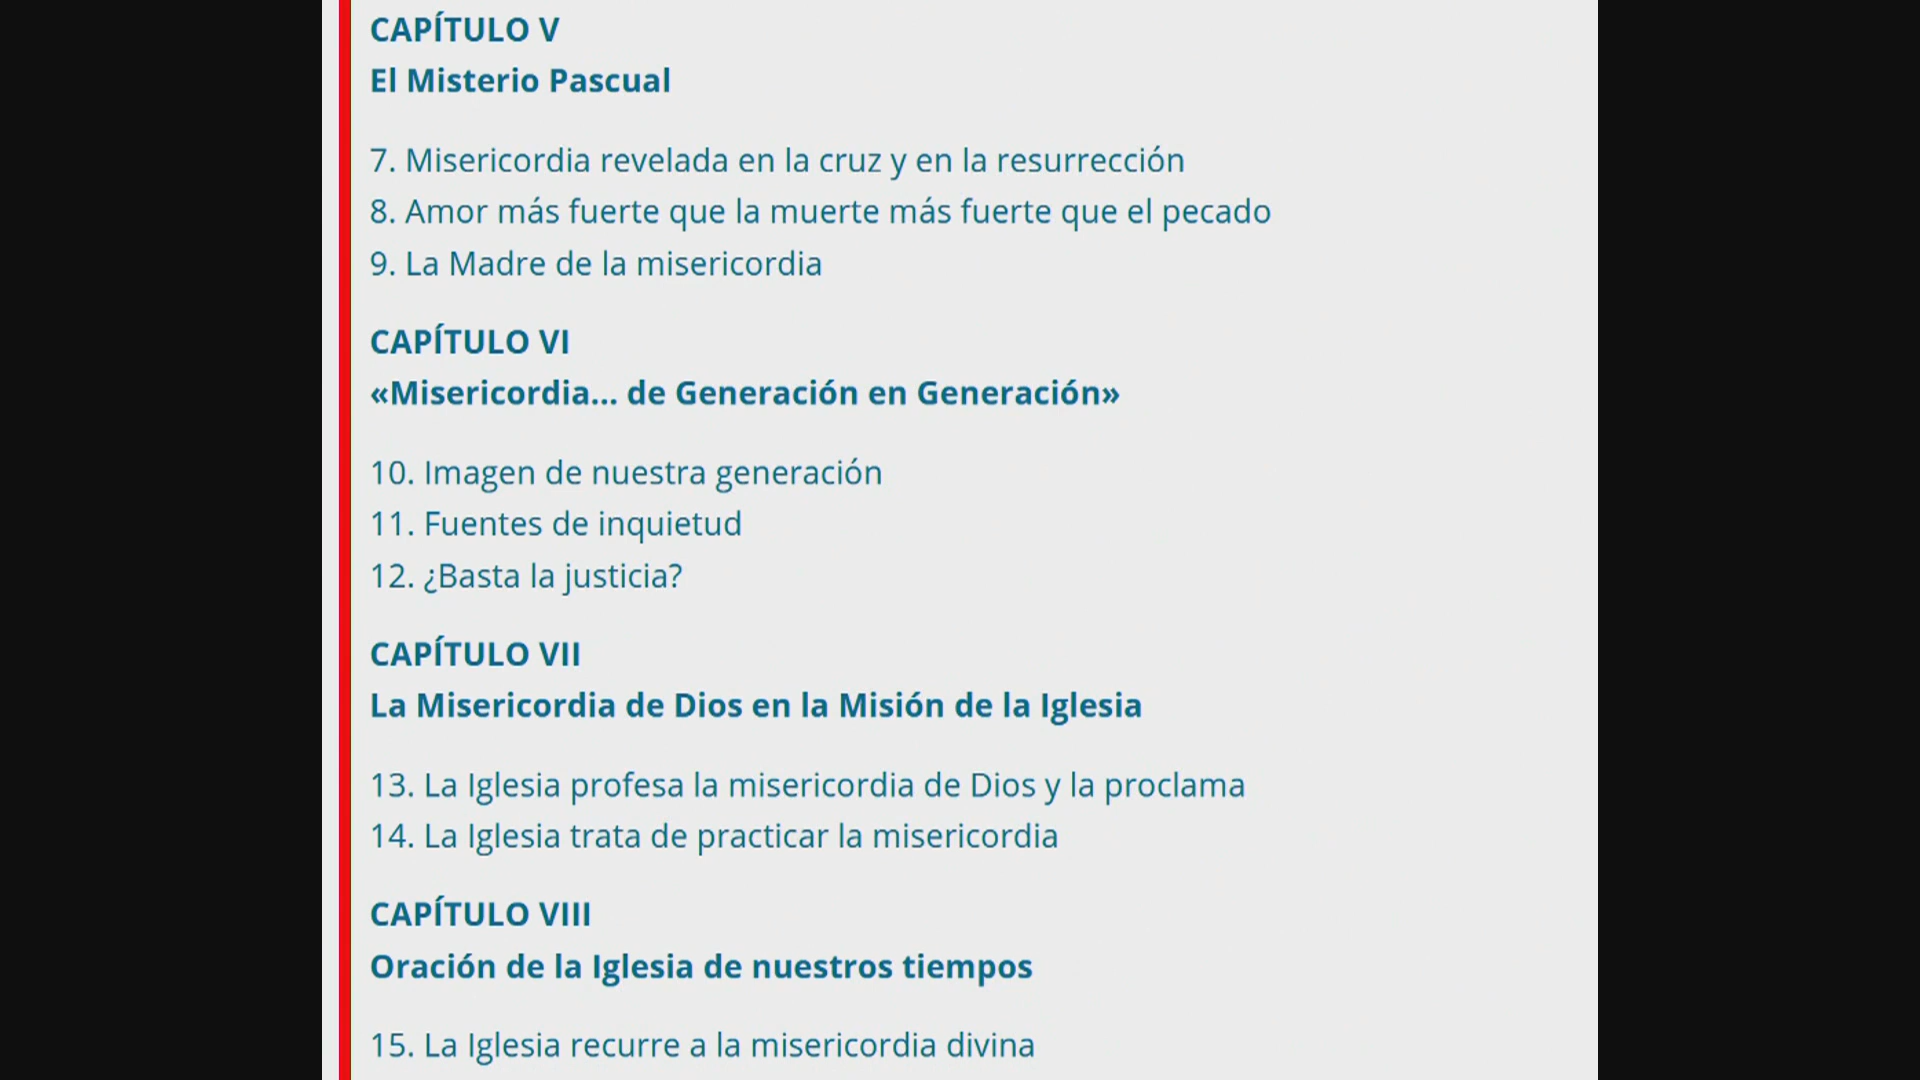 CAPÍTULO V
El Misterio Pascual
7. Misericordia revelada en la cruz y en la resurrección
8. Amor más fuerte que la muerte más fuerte que el pecado
9. La Madre de la misericordia
CAPÍTULO VI
«Misericordia... de Generación en Generación»
10. Imagen de nuestra generación
11. Fuentes de inquietud
12. ¿Basta la justicia?
CAPÍTULO VII
La Misericordia de Dios en la Misión de la Iglesia
13. La Iglesia profesa la misericordia de Dios y la proclama
14. La Iglesia trata de practicar la misericordia
CAPÍTULO VIII
Oración de la Iglesia de nuestros tiempos
15. La Iglesia recurre a la misericordia divina